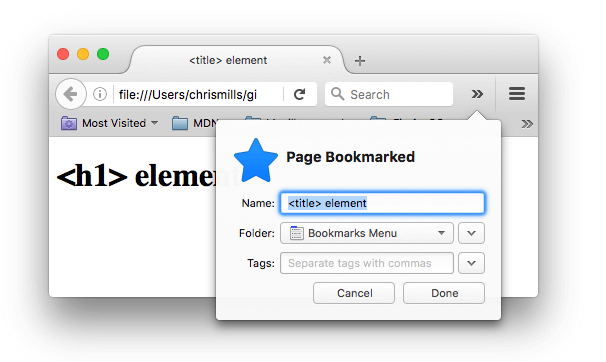 <title> element
file:///Users/chrismills/gi
Search
Most Visited
MDN
<h1> element
Page Bookmarked
Name: <title> element
Folder: Bookmarks Menu
Tags: Separate tags with commas
Cancel Done